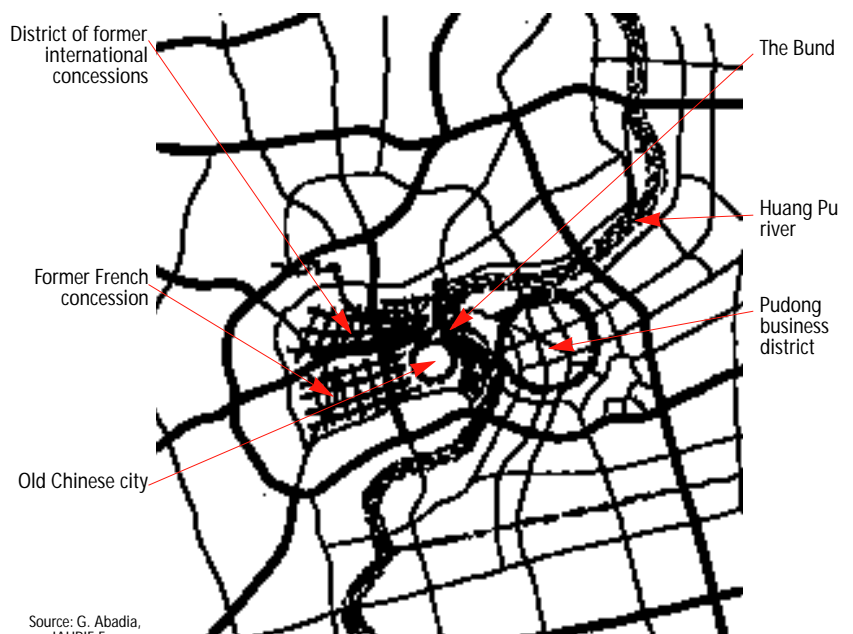 District of former
international
concessions
The Bund
Huang Pu
river
Former French
concession
Pudong
business
district
Old Chinese city
Source: G. Abadia,